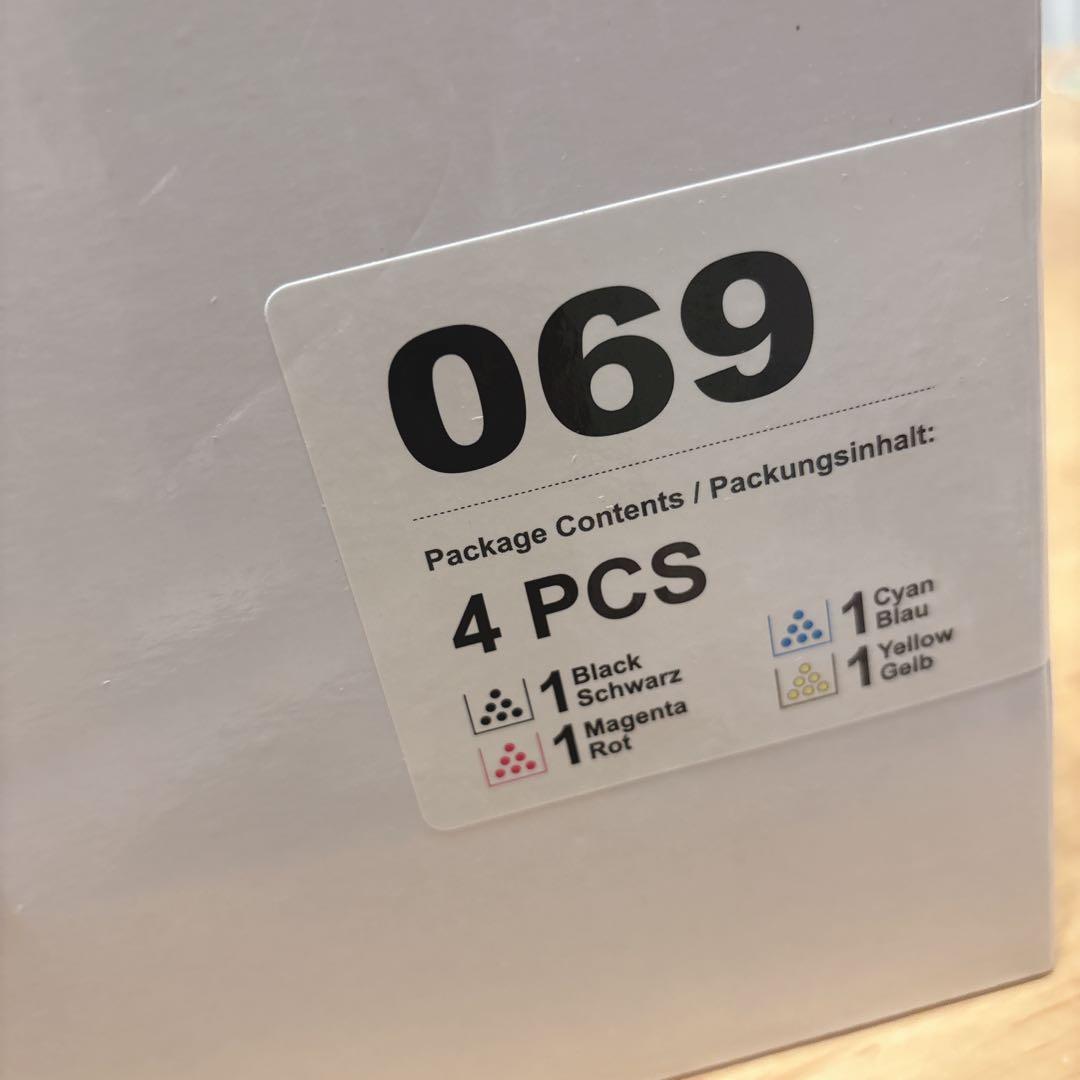 069
Package Contents / Packungsinhalt:
4 PCS
1 Black
Schwarz
1 Magenta
Rot
1 Cyan
Blau
1 Yellow
Gelb